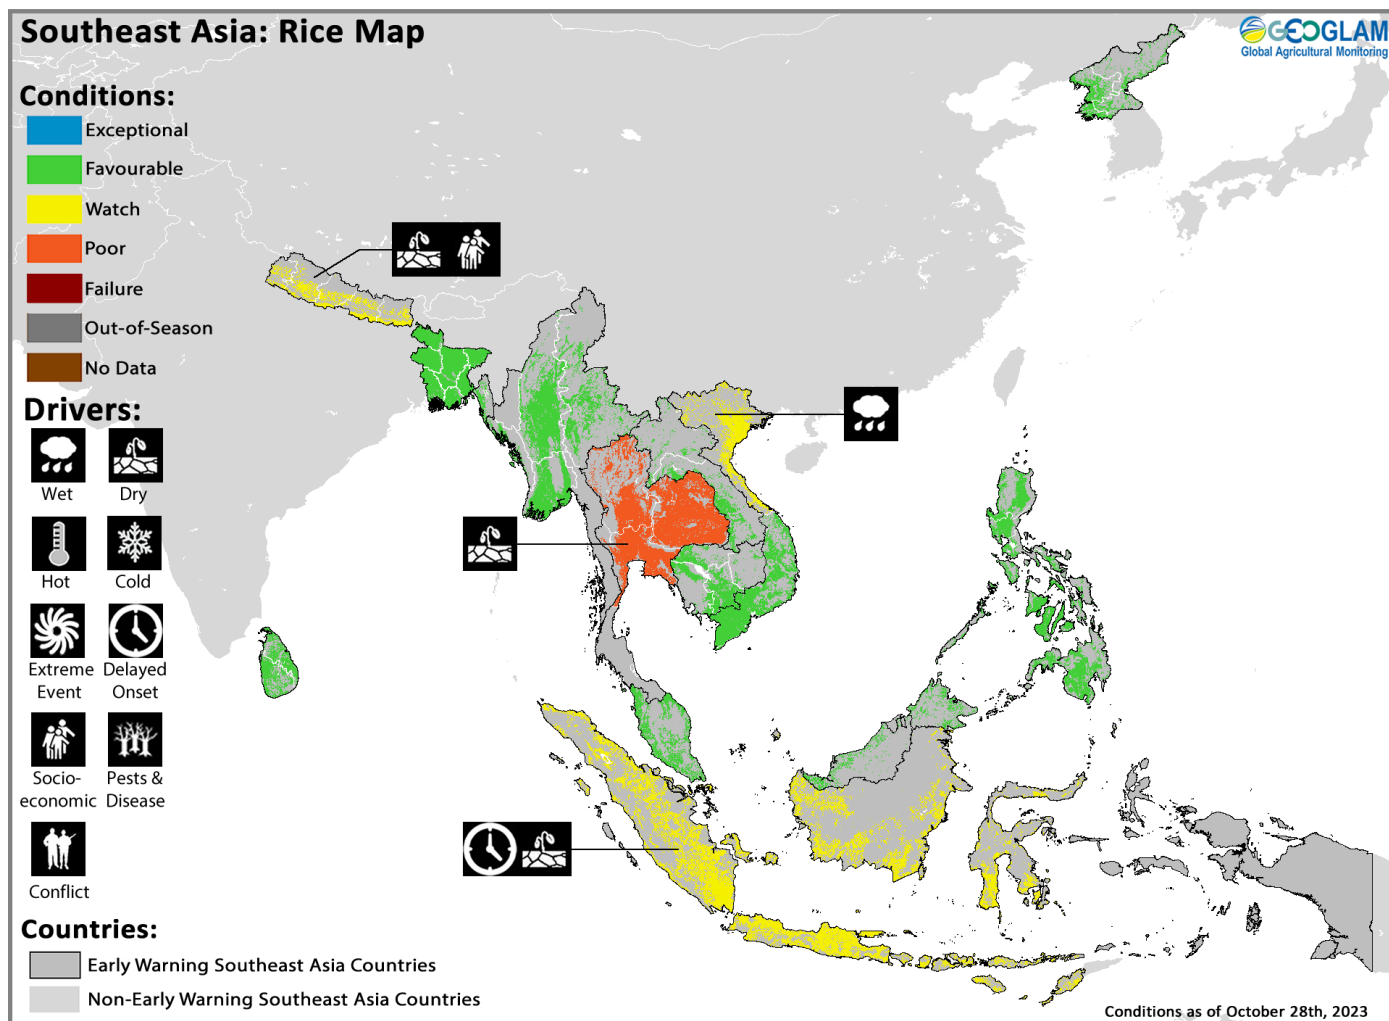 Southeast Asia: Rice Map
GEOGLAM
Global Agricultural Monitoring
Conditions:
Exceptional
Favourable
Watch
Poor
Failure
Out-of-Season
No Data
Drivers:
Wet
Dry
Hot
Cold
Extreme
Event
Delayed
Onset
Socio-
economic
Pests &
Disease
Conflict
Countries:
Early Warning Southeast Asia Countries
Non-Early Warning Southeast Asia Countries
Conditions as of October 28th, 2023